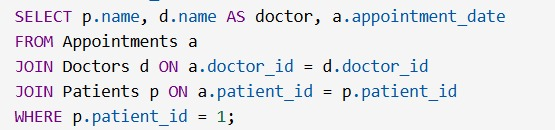 SELECT p.name, d.name AS doctor, a.appointment_date
FROM Appointments a
JOIN Doctors d ON a.doctor_id = d.doctor_id
JOIN Patients p ON a.patient_id = p.patient_id
WHERE p.patient_id = 1;